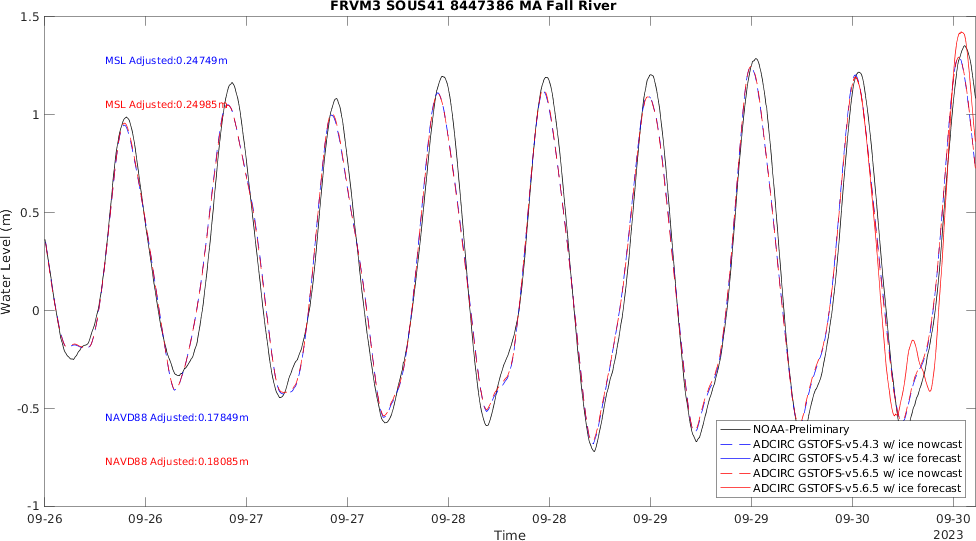 FRVM3 SOUS41 8447386 MA Fall River
1.5
1
0.5
0
-0.5
-1
Water Level (m)
MSL Adjusted:0.24749m
MSL Adjusted:0.24985m
NAVD88 Adjusted:0.17849m
NAVD88 Adjusted:0.18085m
NOAA-Preliminary
ADCIRC GSTOFS-v5.4.3 w/ ice nowcast
ADCIRC GSTOFS-v5.4.3 w/ ice forecast
ADCIRC GSTOFS-v5.6.5 w/ ice nowcast
ADCIRC GSTOFS-v5.6.5 w/ ice forecast
09-26 09-26 09-27 09-27 09-28 09-28 09-29 09-29 09-30 09-30
2023
Time